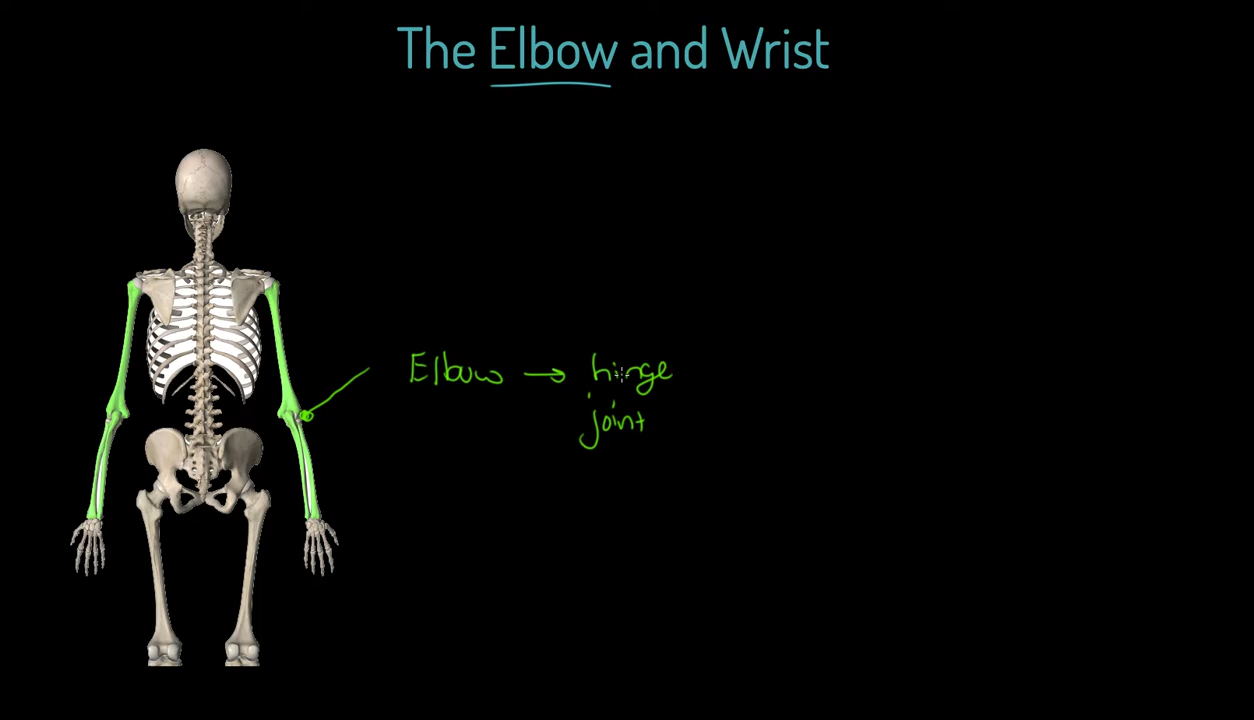 The Elbow and Wrist
Elbow → hinge
joint